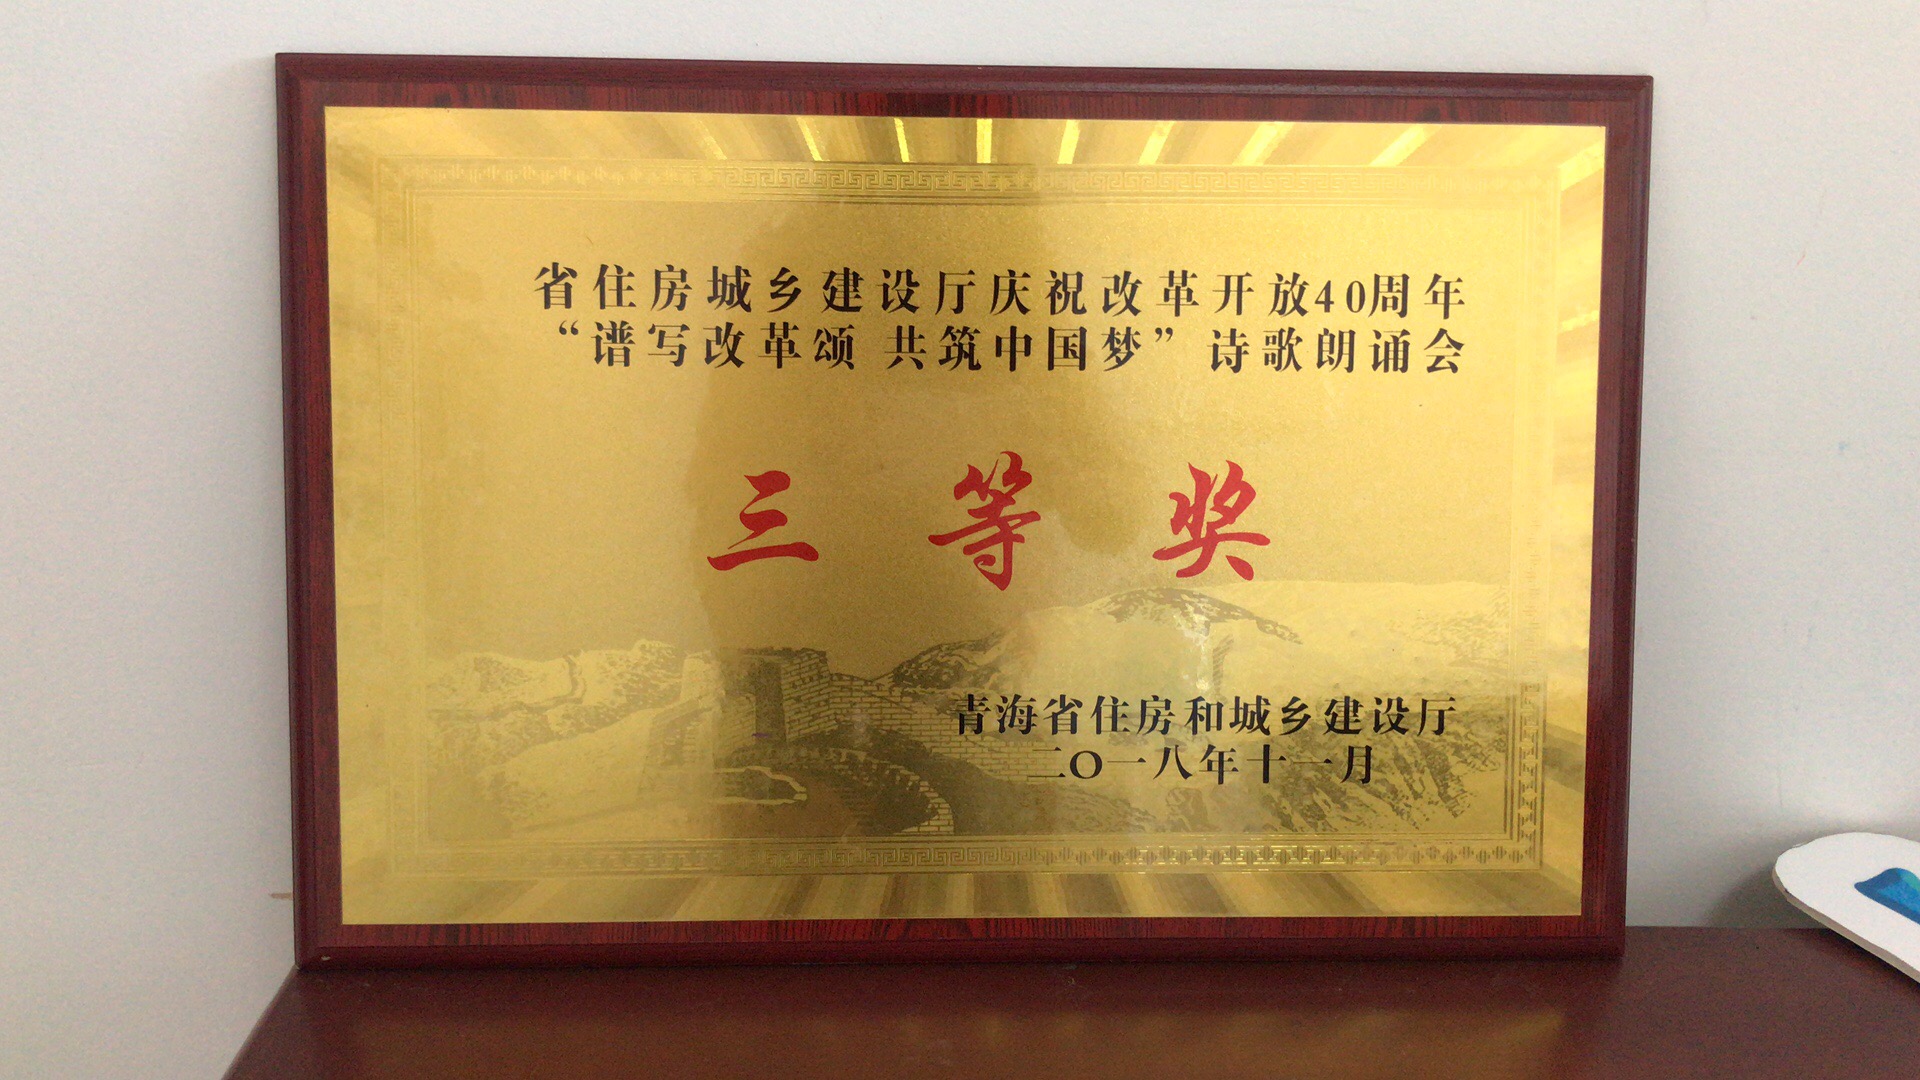 省住房城乡建设厅庆祝改革开放40周年
“谱写改革颂 共筑中国梦”诗歌朗诵会
三等奖
青海省住房和城乡建设厅
二〇一八年十一月